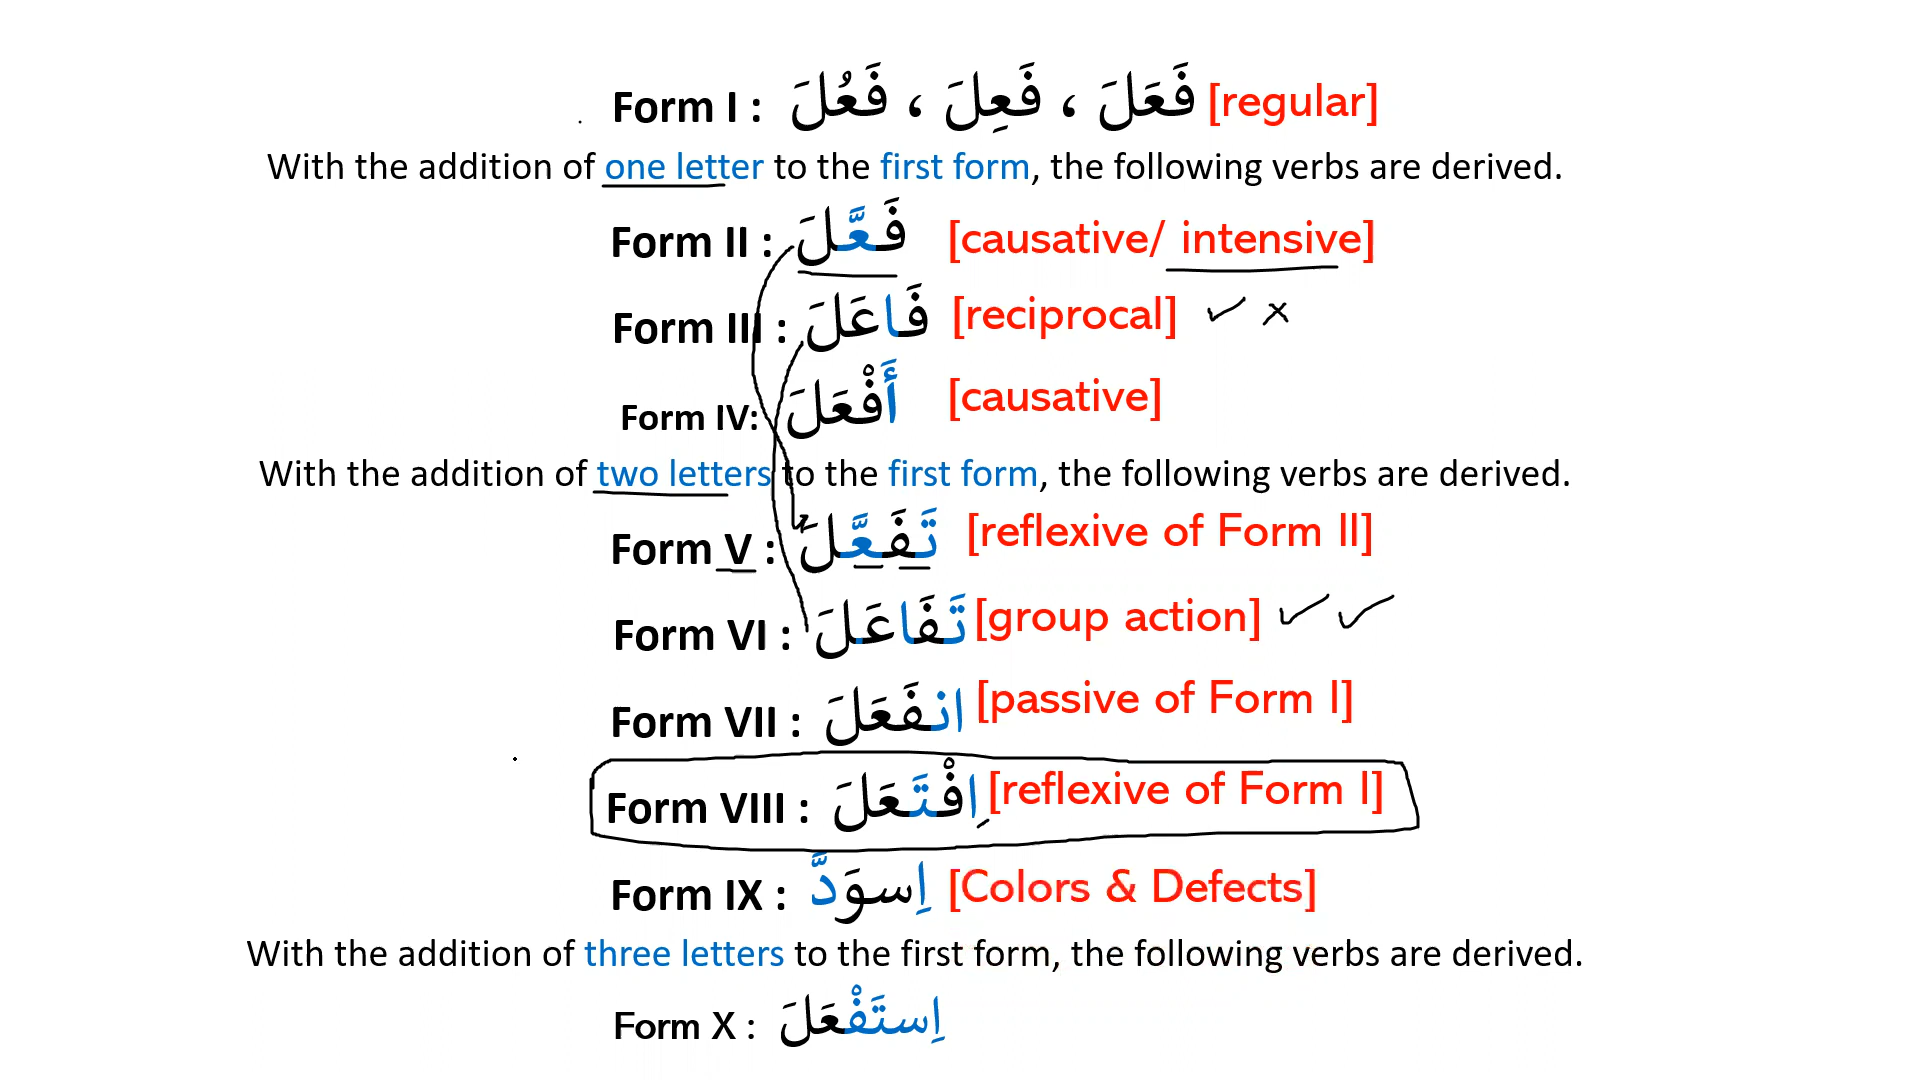 Form I : فَعُلَ ، فَعِلَ ، فَعَلَ [regular]
With the addition of one letter to the first form, the following verbs are derived.
Form II : فَعَّلَ [causative/ intensive]
Form III : فَاعَلَ [reciprocal] ✓ ×
Form IV: أَفْعَلَ [causative]
With the addition of two letters to the first form, the following verbs are derived.
Form V : تَفَعَّلَ [reflexive of Form II]
Form VI : تَفَاعَلَ [group action] ✓ ✓
Form VII : انفَعَلَ [passive of Form I]
Form VIII : اِفْتَعَلَ [reflexive of Form I]
Form IX : اِسوَدَّ [Colors & Defects]
With the addition of three letters to the first form, the following verbs are derived.
Form X : اِستَفْعَلَ